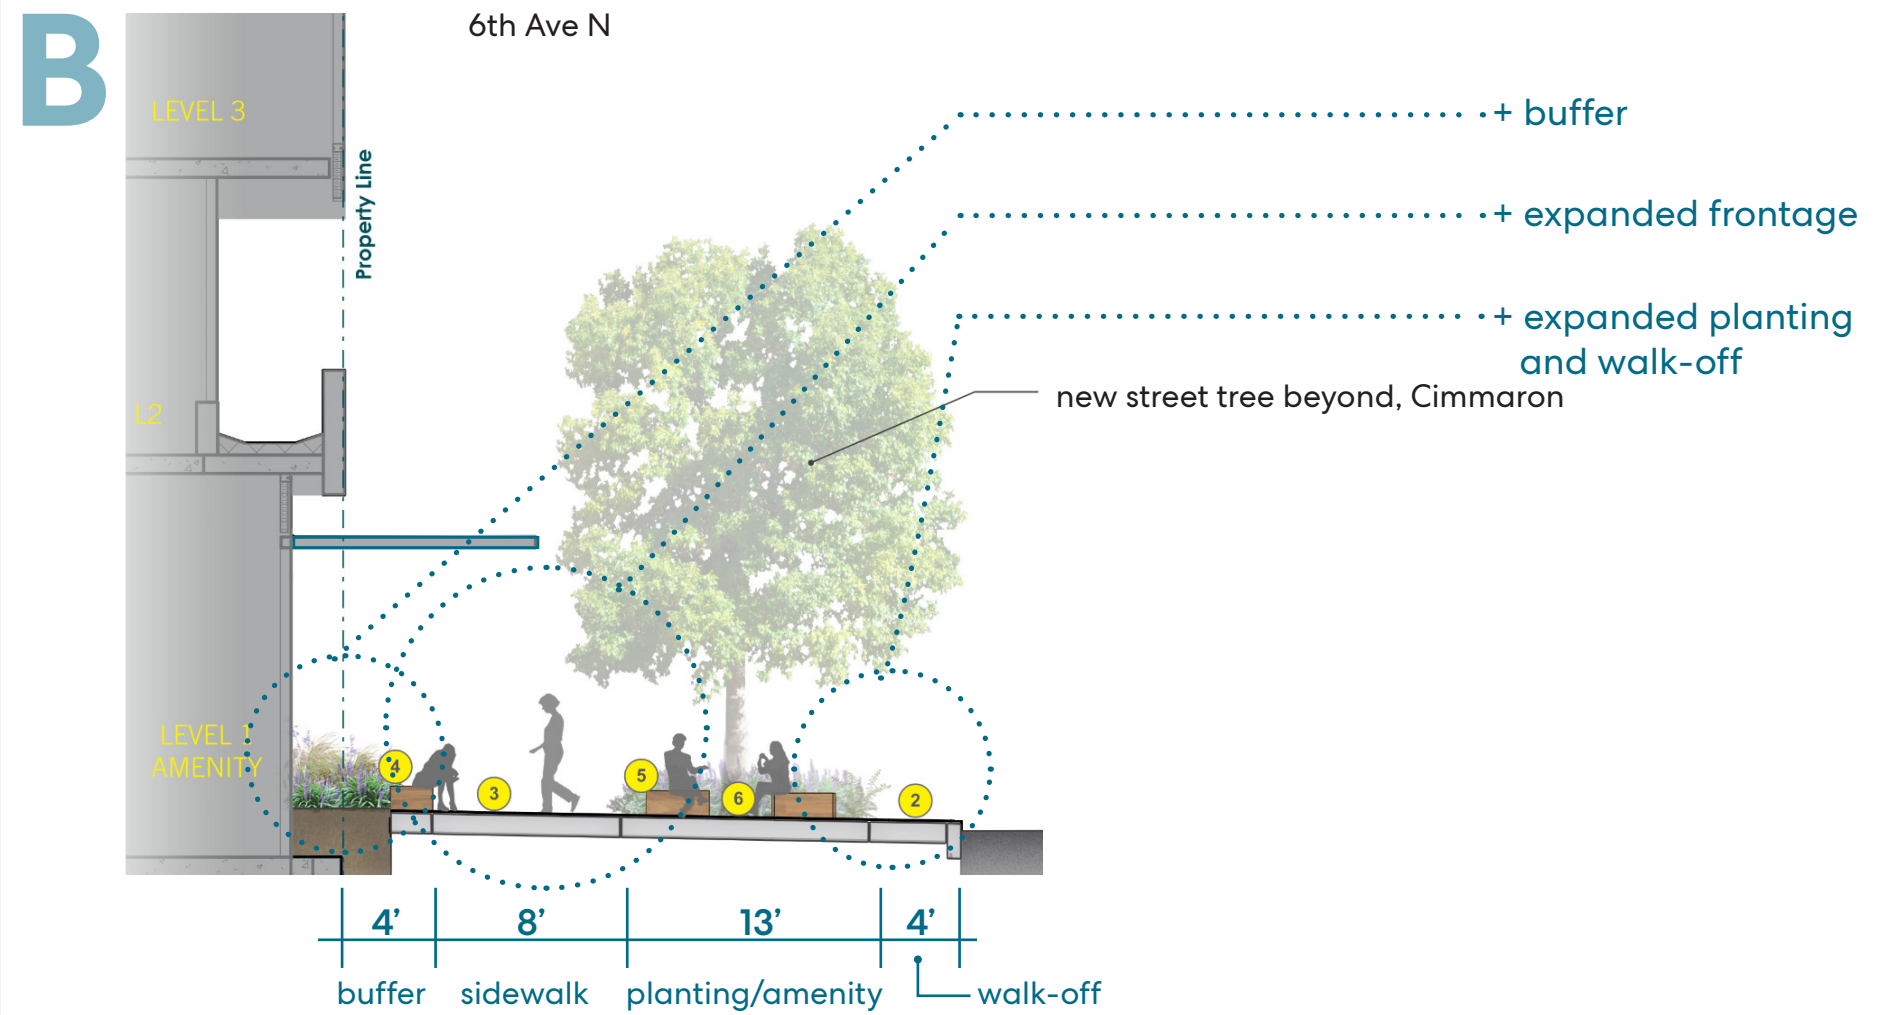 B
6th Ave N
LEVEL 3
Property Line
+ buffer
+ expanded frontage
+ expanded planting
and walk-off
new street tree beyond, Cimmaron
L2
LEVEL 1
AMENITY
4
3
5
6
2
4’
8’
13’
4’
buffer
sidewalk
planting/amenity
walk-off